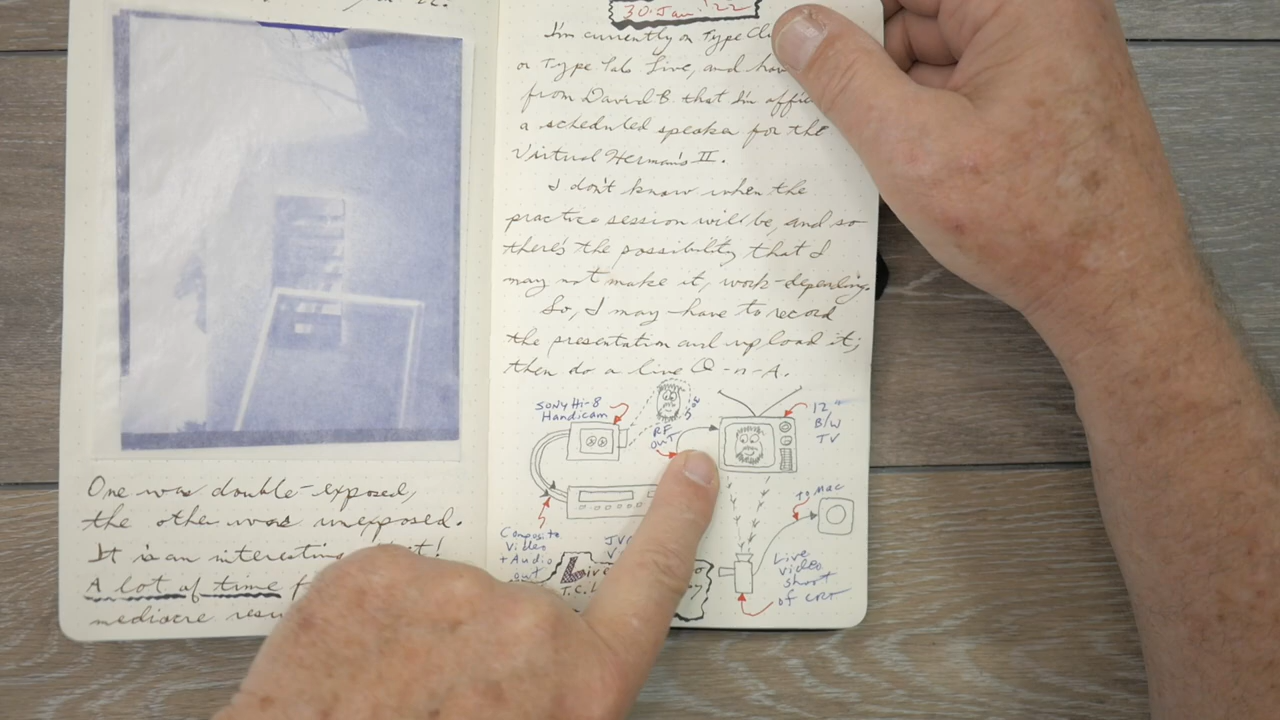 One was double-exposed,
the other was unexposed.
It is an interesting
A lot of time
mediocre
30·Jan·'22
I'm currently on Type
or Type Lab Live, and
from David B. that I'm
a scheduled speaker for the
Virtual Herman's II.
I don't know when the
practice session will be, and so
there's the possibility that I
may not make it, work-depending.
So, I may have to record
the presentation and upload it;
then do a live Q-n-A.
SONY Hi-8
Handicam
Joe
RF
OUT
12"
B/W
TV
to Mac
Composite
Video
+ Audio
out
Live
T.C.
Live
Video
shoot
of CRT